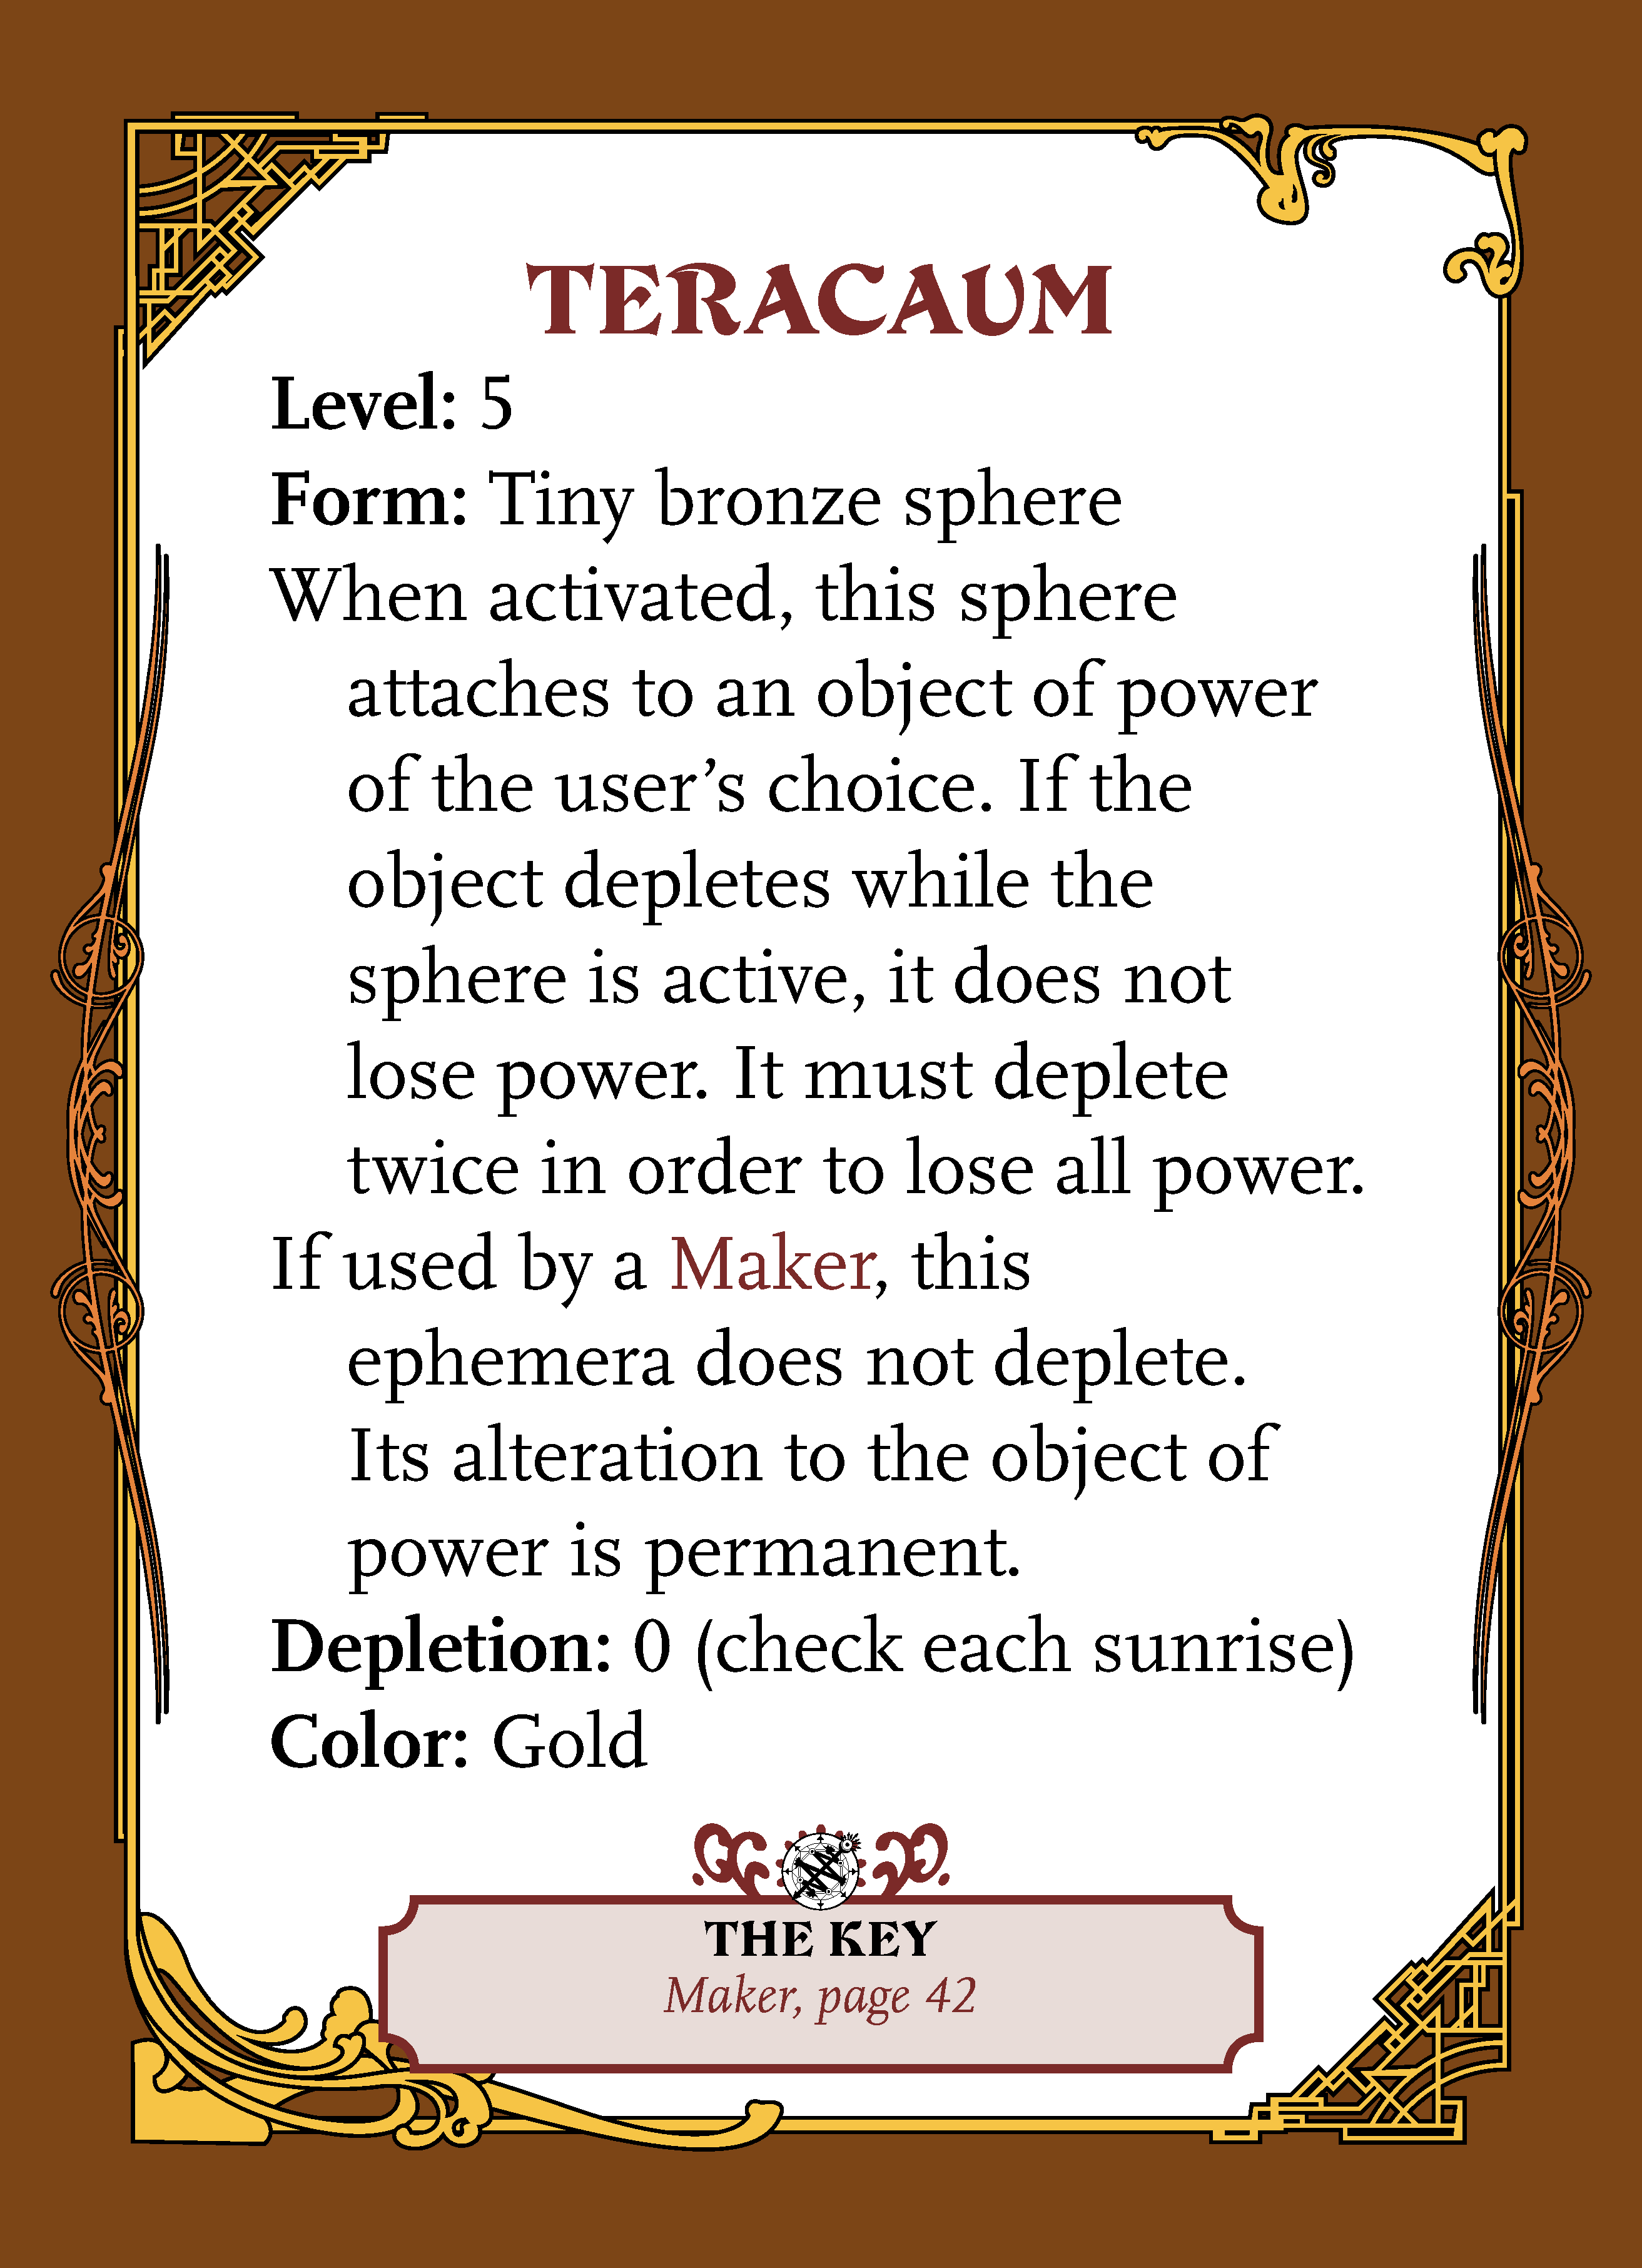 TERACAUM
Level: 5
Form: Tiny bronze sphere
When activated, this sphere
attaches to an object of power
of the user’s choice. If the
object depletes while the
sphere is active, it does not
lose power. It must deplete
twice in order to lose all power.
If used by a Maker, this
ephemera does not deplete.
Its alteration to the object of
power is permanent.
Depletion: 0 (check each sunrise)
Color: Gold
THE KEY
Maker, page 42